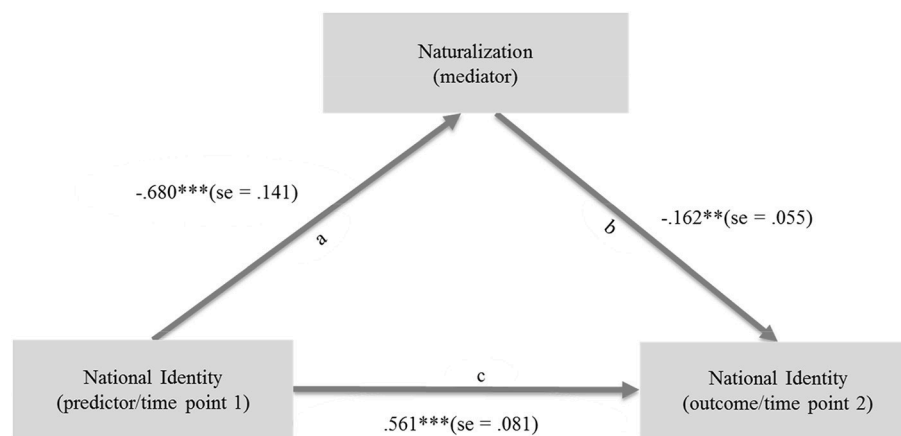 Naturalization
(mediator)
-.680***(se = .141)
a
b
-.162**(se = .055)
National Identity
(predictor/time point 1)
c
.561***(se = .081)
National Identity
(outcome/time point 2)